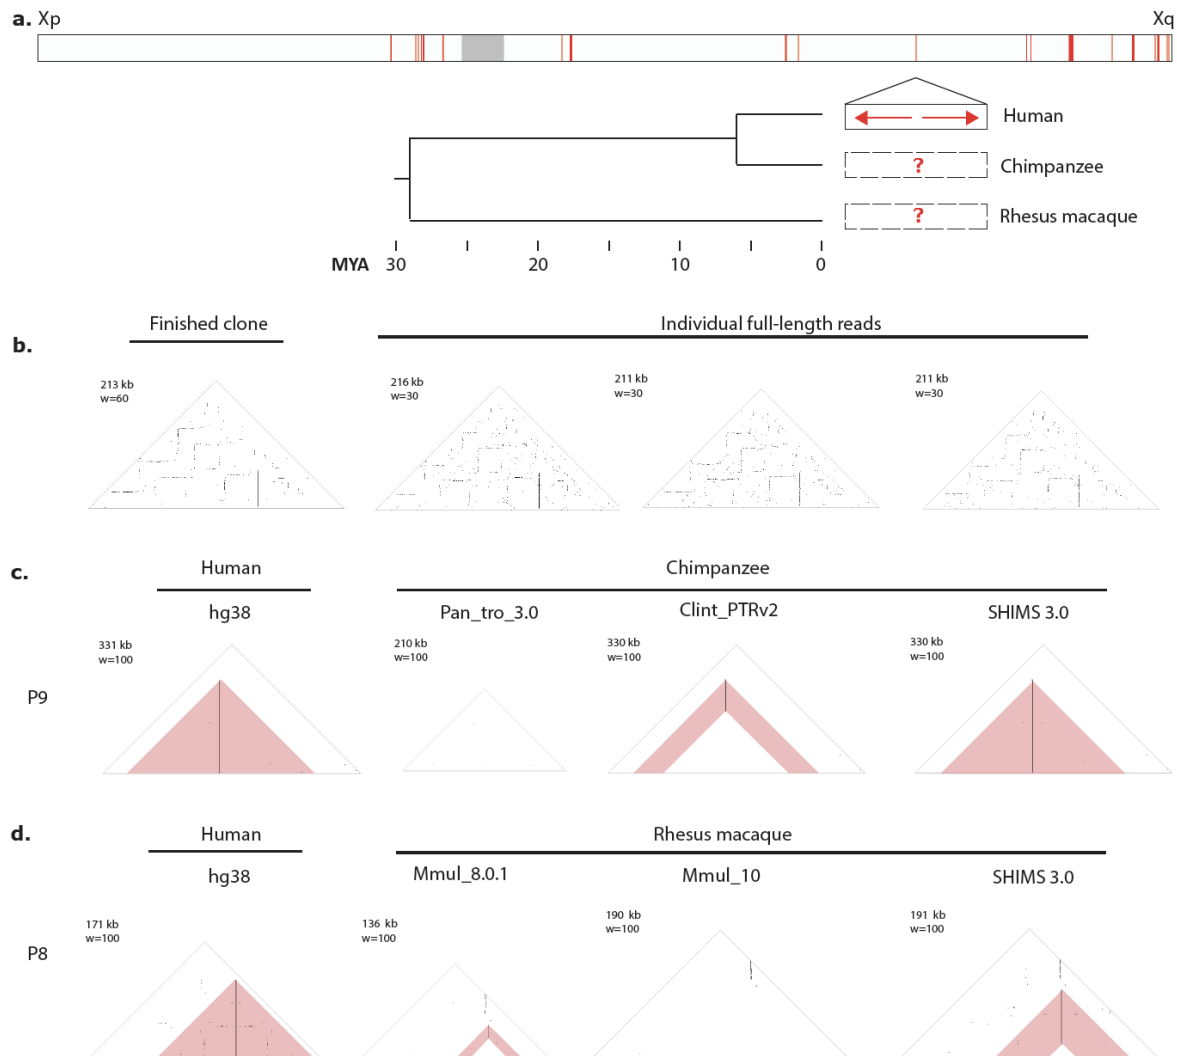 a. Xp Xq
Human
? Chimpanzee
? Rhesus macaque
MYA 30 20 10 0
b. Finished clone Individual full-length reads
213 kb 216 kb 211 kb 211 kb
w=60 w=30 w=30 w=30
c. Human Chimpanzee
hg38 Pan_tro_3.0 Clint_PTRv2 SHIMS 3.0
331 kb 210 kb 330 kb 330 kb
w=100 w=100 w=100 w=100
P9
d. Human Rhesus macaque
hg38 Mmul_8.0.1 Mmul_10 SHIMS 3.0
171 kb 136 kb 190 kb 191 kb
w=100 w=100 w=100 w=100
P8